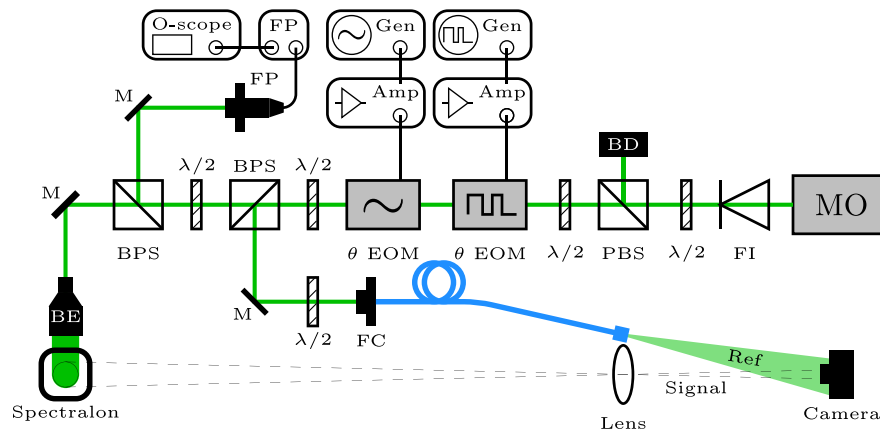 O-scope FP Gen Gen
FP Amp Amp
M
BD
λ/2 BPS λ/2
M
MO
BPS θ EOM θ EOM λ/2 PBS λ/2 FI
M
BE λ/2 FC
Ref
Signal
Spectralon Lens Camera